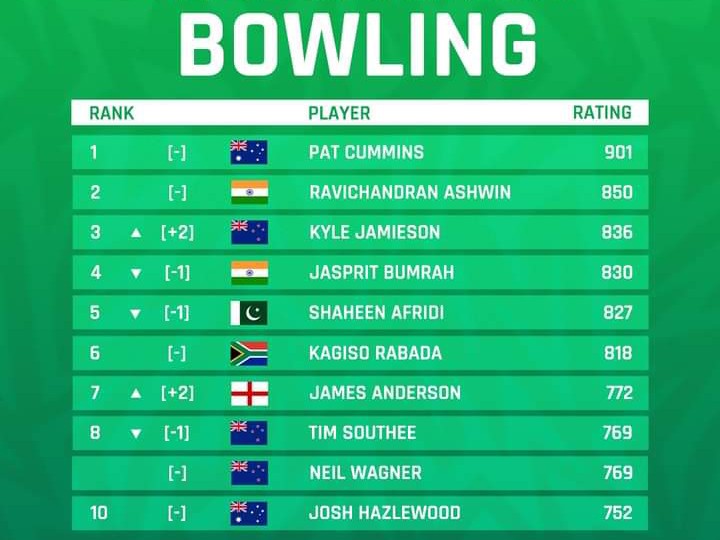 BOWLING
RANK PLAYER RATING
1 [-] PAT CUMMINS 901
2 [-] RAVICHANDRAN ASHWIN 850
3 ▲ [+2] KYLE JAMIESON 836
4 ▼ [-1] JASPRIT BUMRAH 830
5 ▼ [-1] SHAHEEN AFRIDI 827
6 [-] KAGISO RABADA 818
7 ▲ [+2] JAMES ANDERSON 772
8 ▼ [-1] TIM SOUTHEE 769
[-] NEIL WAGNER 769
10 [-] JOSH HAZLEWOOD 752